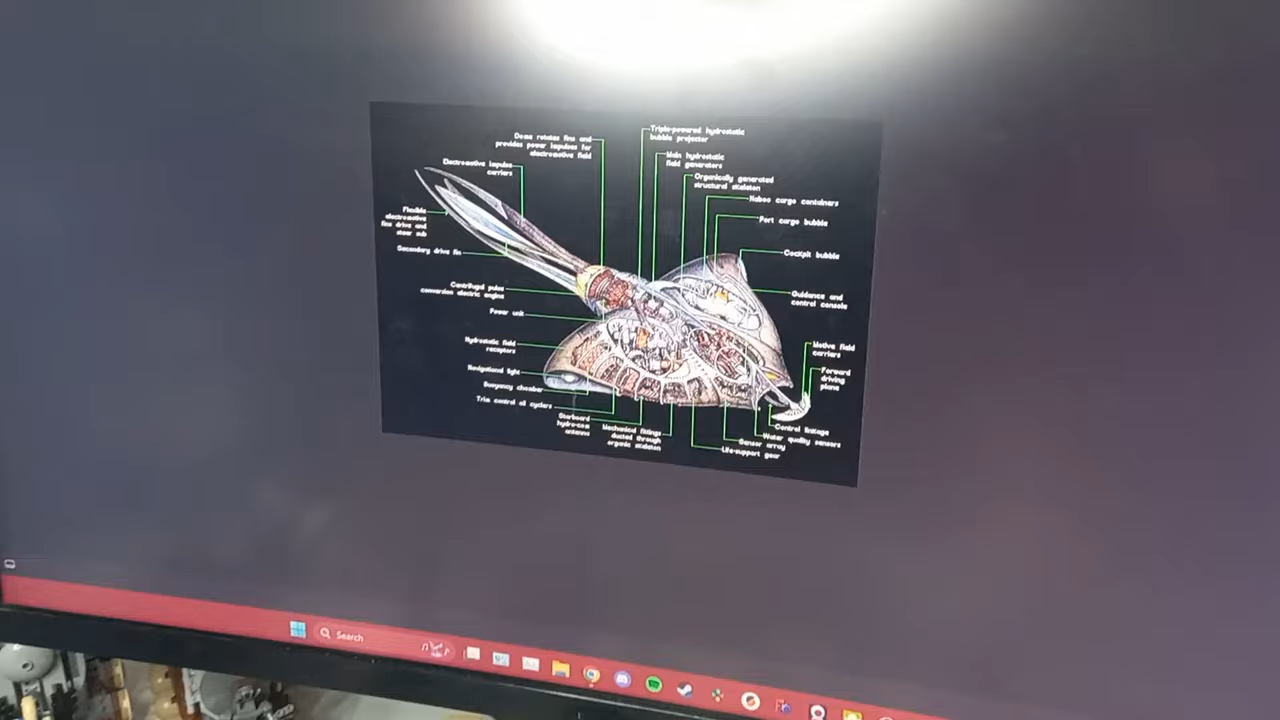 Dome rotates fins and
provides power impulses for
electromotive field
Triple-powered hydrostatic
bubble projector
Main hydrostatic
field generators
Electromotive impulse
carriers
Organically generated
structural skeleton
Naboo cargo containers
Flexible
electromotive
fins drive and
steer sub
Port cargo bubble
Secondary drive fin
Cockpit bubble
Centrifugal pulse
conversion electric engine
Guidance and
control console
Power unit
Hydrostatic field
receptors
Motive field
carriers
Navigational light
Forward
driving
plane
Buoyancy chamber
Trim control oil cyclers
Starboard
antenna
Mechanical fittings
ducted through
organic skeleton
Control linkage
Water quality sensors
Sensor array
Life-support gear
Search